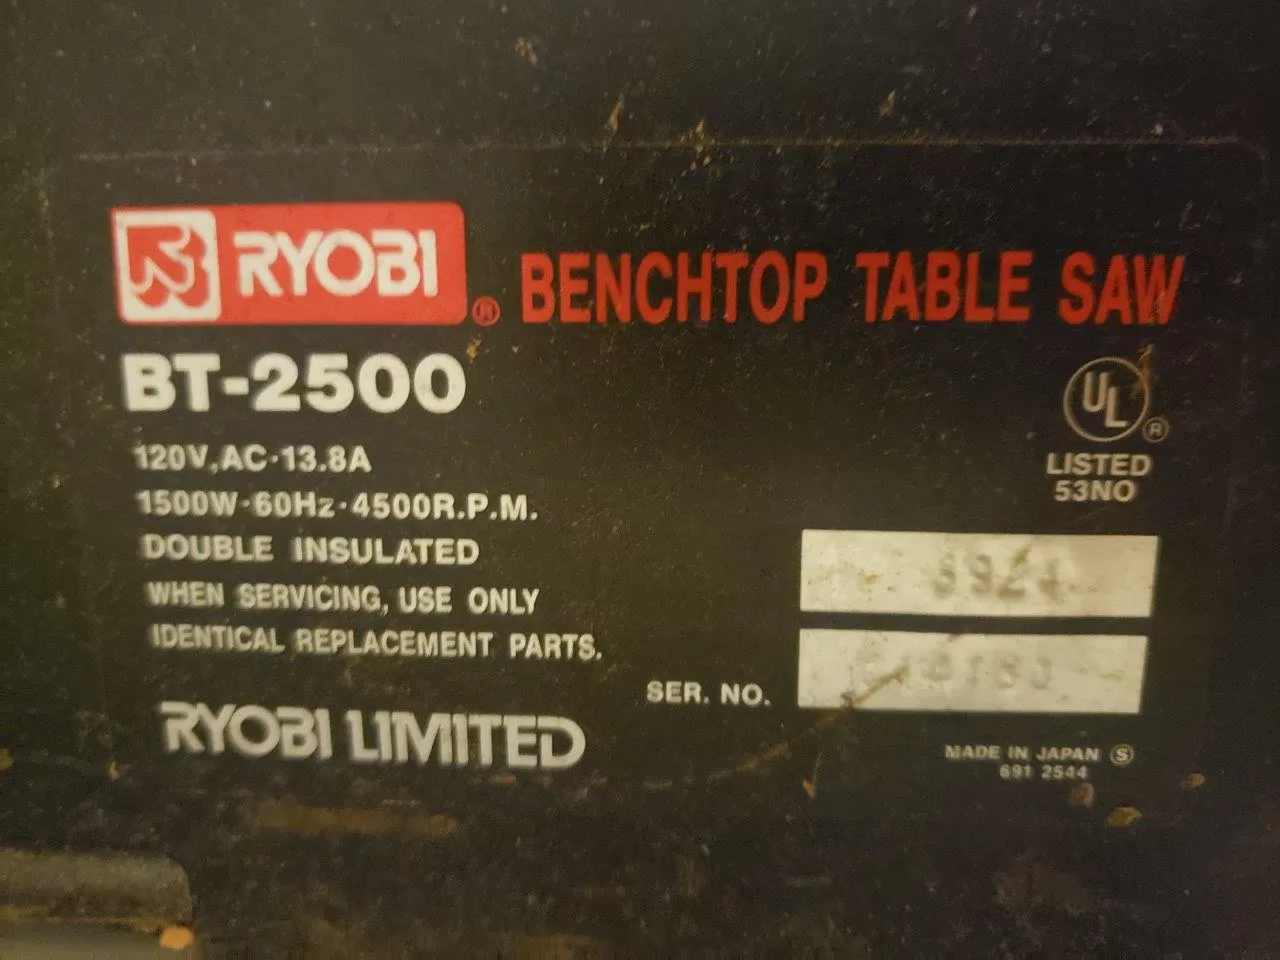 RYOBI® BENCHTOP TABLE SAW
BT-2500
120V,AC·13.8A
1500W·60Hz·4500R.P.M.
DOUBLE INSULATED
WHEN SERVICING, USE ONLY
IDENTICAL REPLACEMENT PARTS.
UL®
LISTED
53NO
SER. NO.
RYOBI LIMITED
MADE IN JAPAN Ⓢ
691 2544